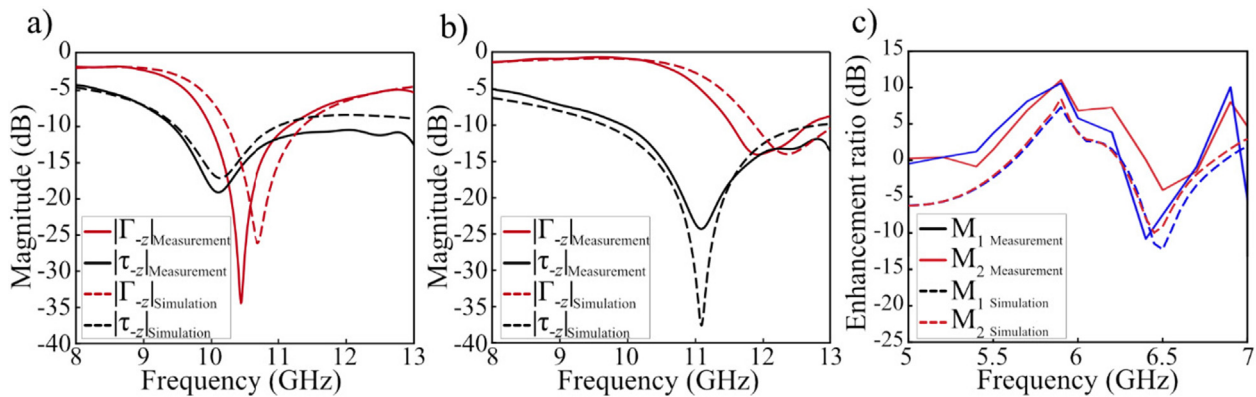 a)
0
-5
-10
-15
-20
-25
-30
-35
-40
Magnitude (dB)
|Γ-z|Measurement
|τ-z|Measurement
|Γ-z|Simulation
|τ-z|Simulation
8 9 10 11 12 13
Frequency (GHz)
b)
0
-5
-10
-15
-20
-25
-30
-35
-40
Magnitude (dB)
|Γ-z|Measurement
|τ-z|Measurement
|Γ-z|Simulation
|τ-z|Simulation
8 9 10 11 12 13
Frequency (GHz)
c)
15
10
5
0
-5
-10
-15
-20
-25
Enhancement ratio (dB)
M1 Measurement
M2 Measurement
M1 Simulation
M2 Simulation
5 5.5 6 6.5 7
Frequency (GHz)